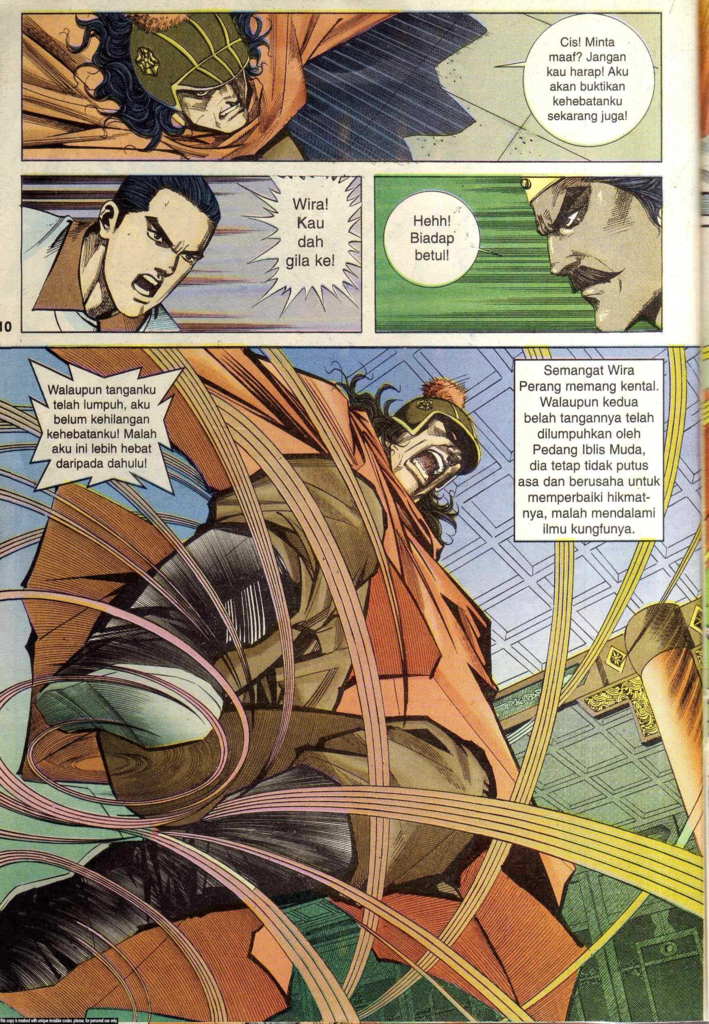 Cis! Minta
maaf? Jangan
kau harap! Aku
akan buktikan
kehebatanku
sekarang juga!
Wira!
Kau
dah
gila ke!
Hehh!
Biadap
betul!
10
Walaupun tanganku
telah lumpuh, aku
belum kehilangan
kehebatanku! Malah
aku ini lebih hebat
daripada dahulu!
Semangat Wira
Perang memang kental.
Walaupun kedua
belah tangannya telah
dilumpuhkan oleh
Pedang Iblis Muda,
dia tetap tidak putus
asa dan berusaha untuk
memperbaiki hikmat-
nya, malah mendalami
ilmu kungfunya.